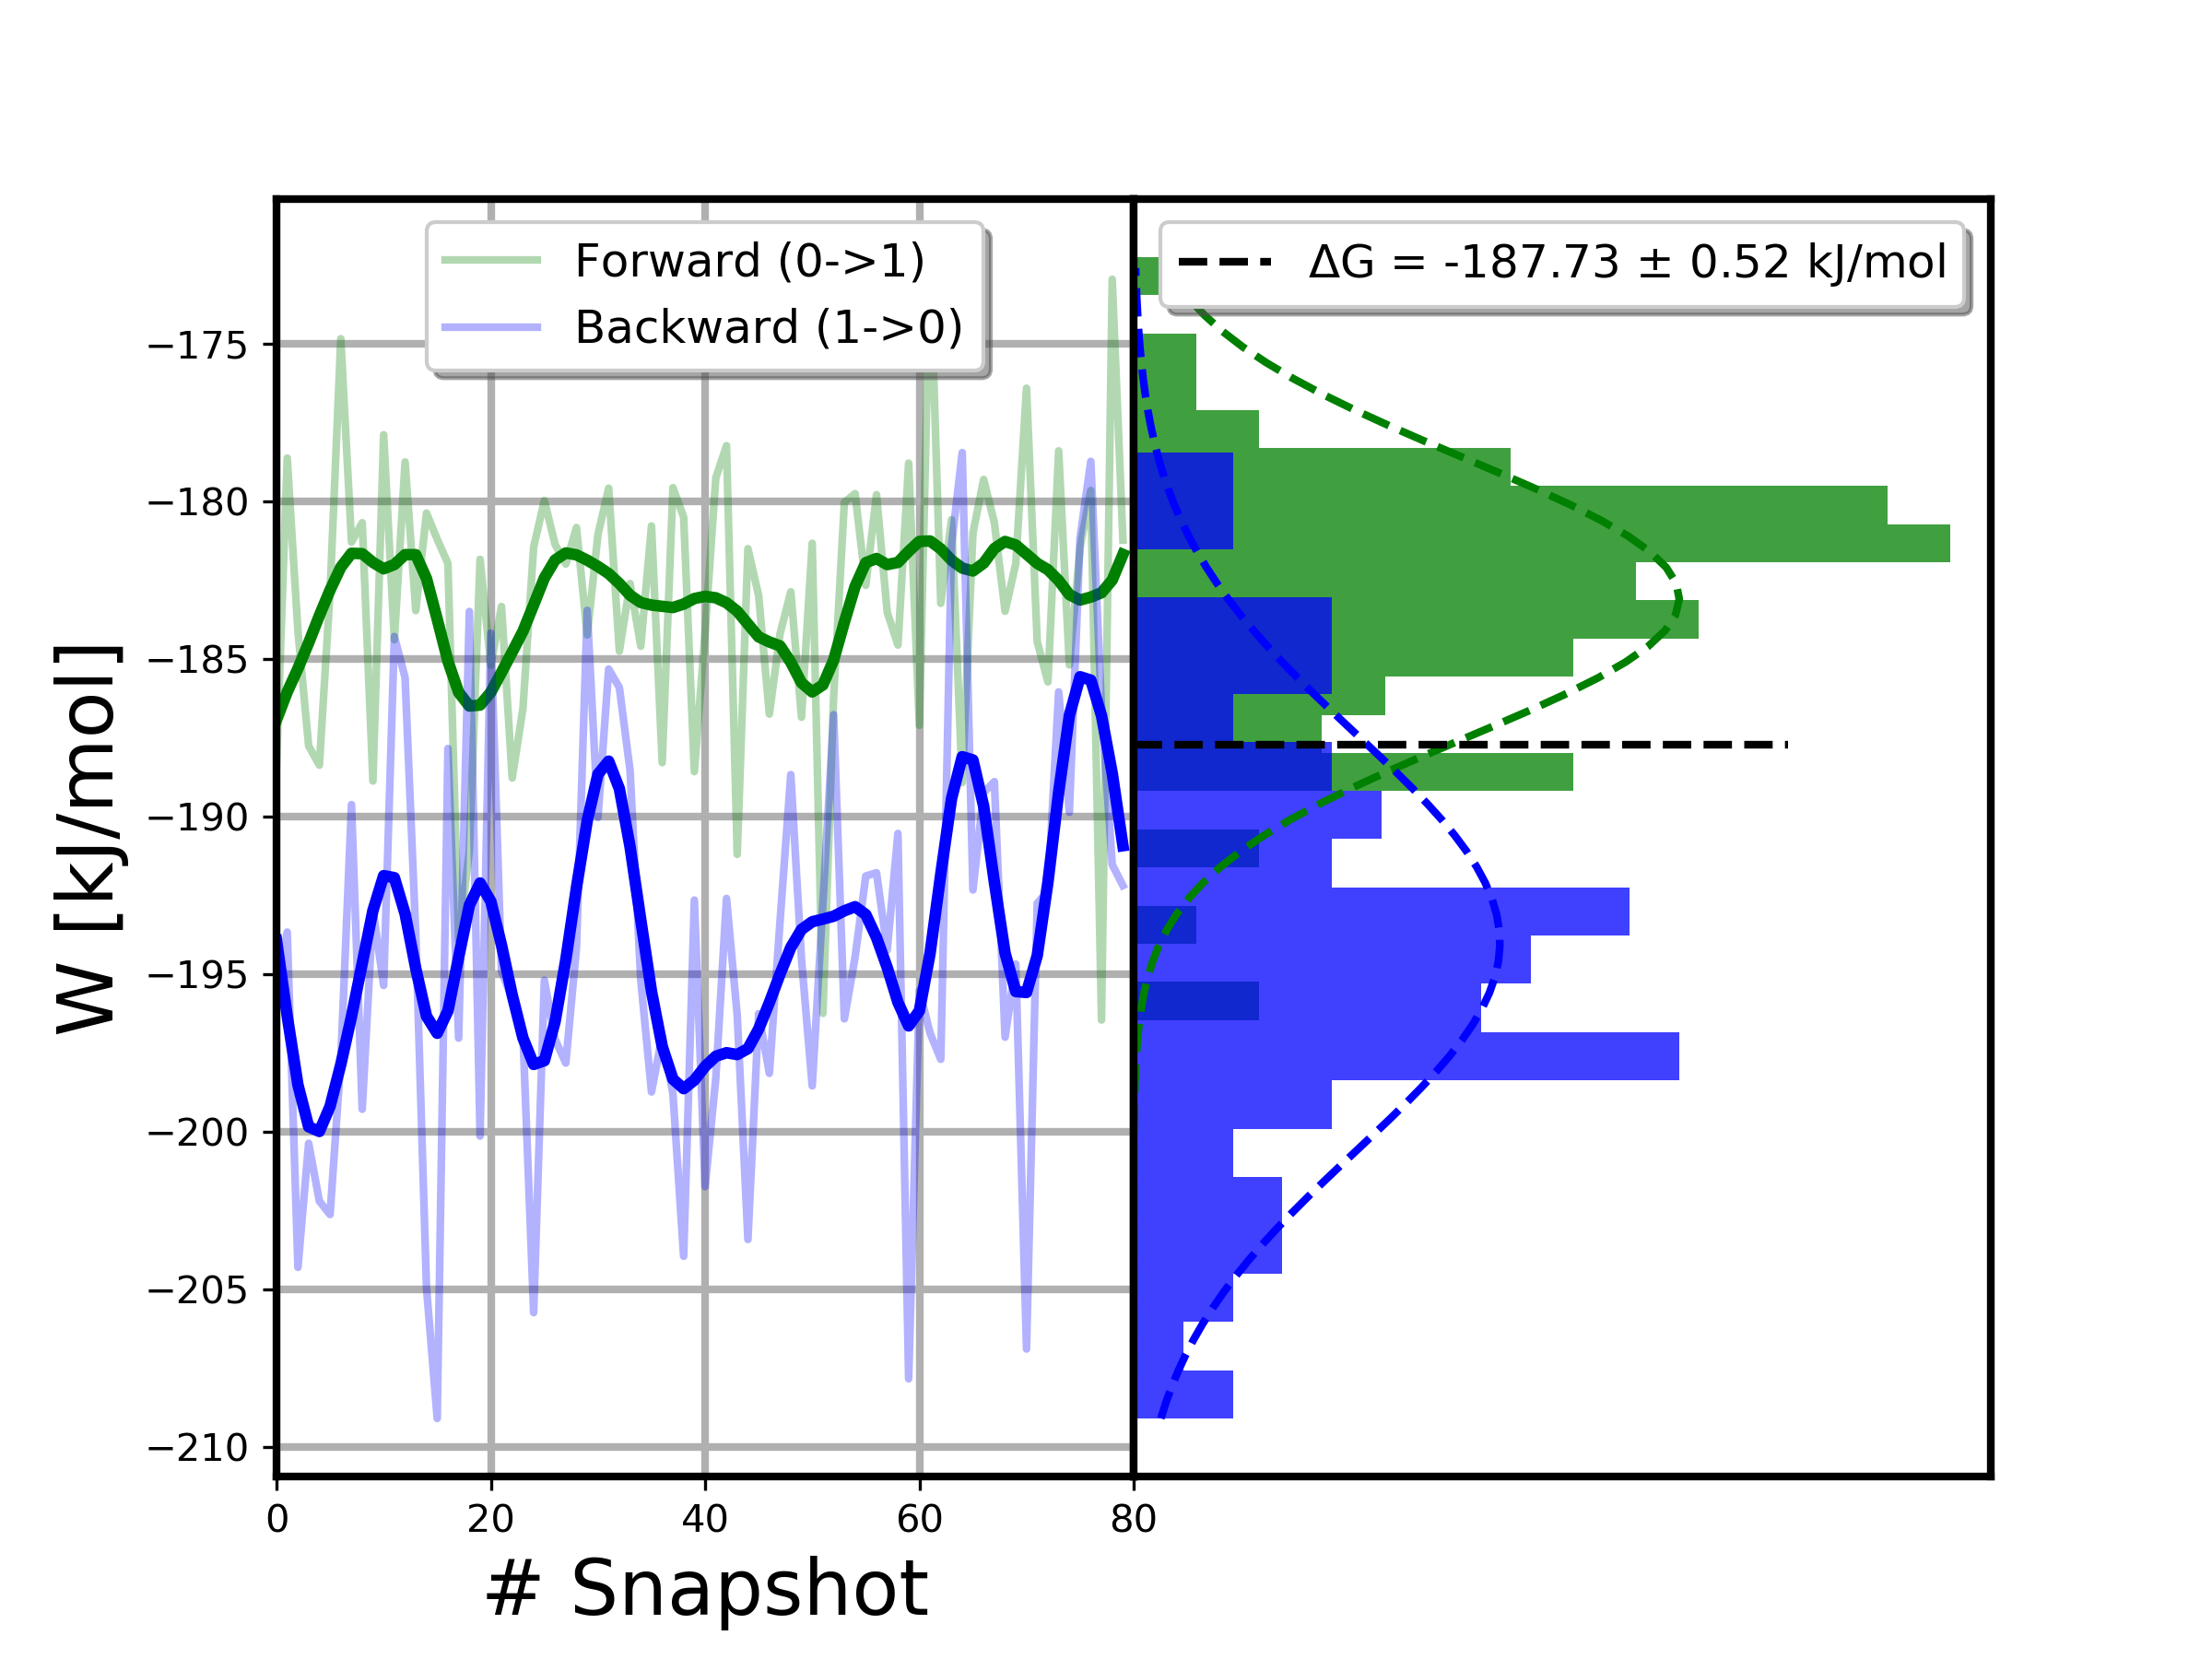 Forward (0->1)
Backward (1->0)
ΔG = -187.73 ± 0.52 kJ/mol
−175
−180
−185
−190
−195
−200
−205
−210
W [kJ/mol]
0 20 40 60 80
# Snapshot